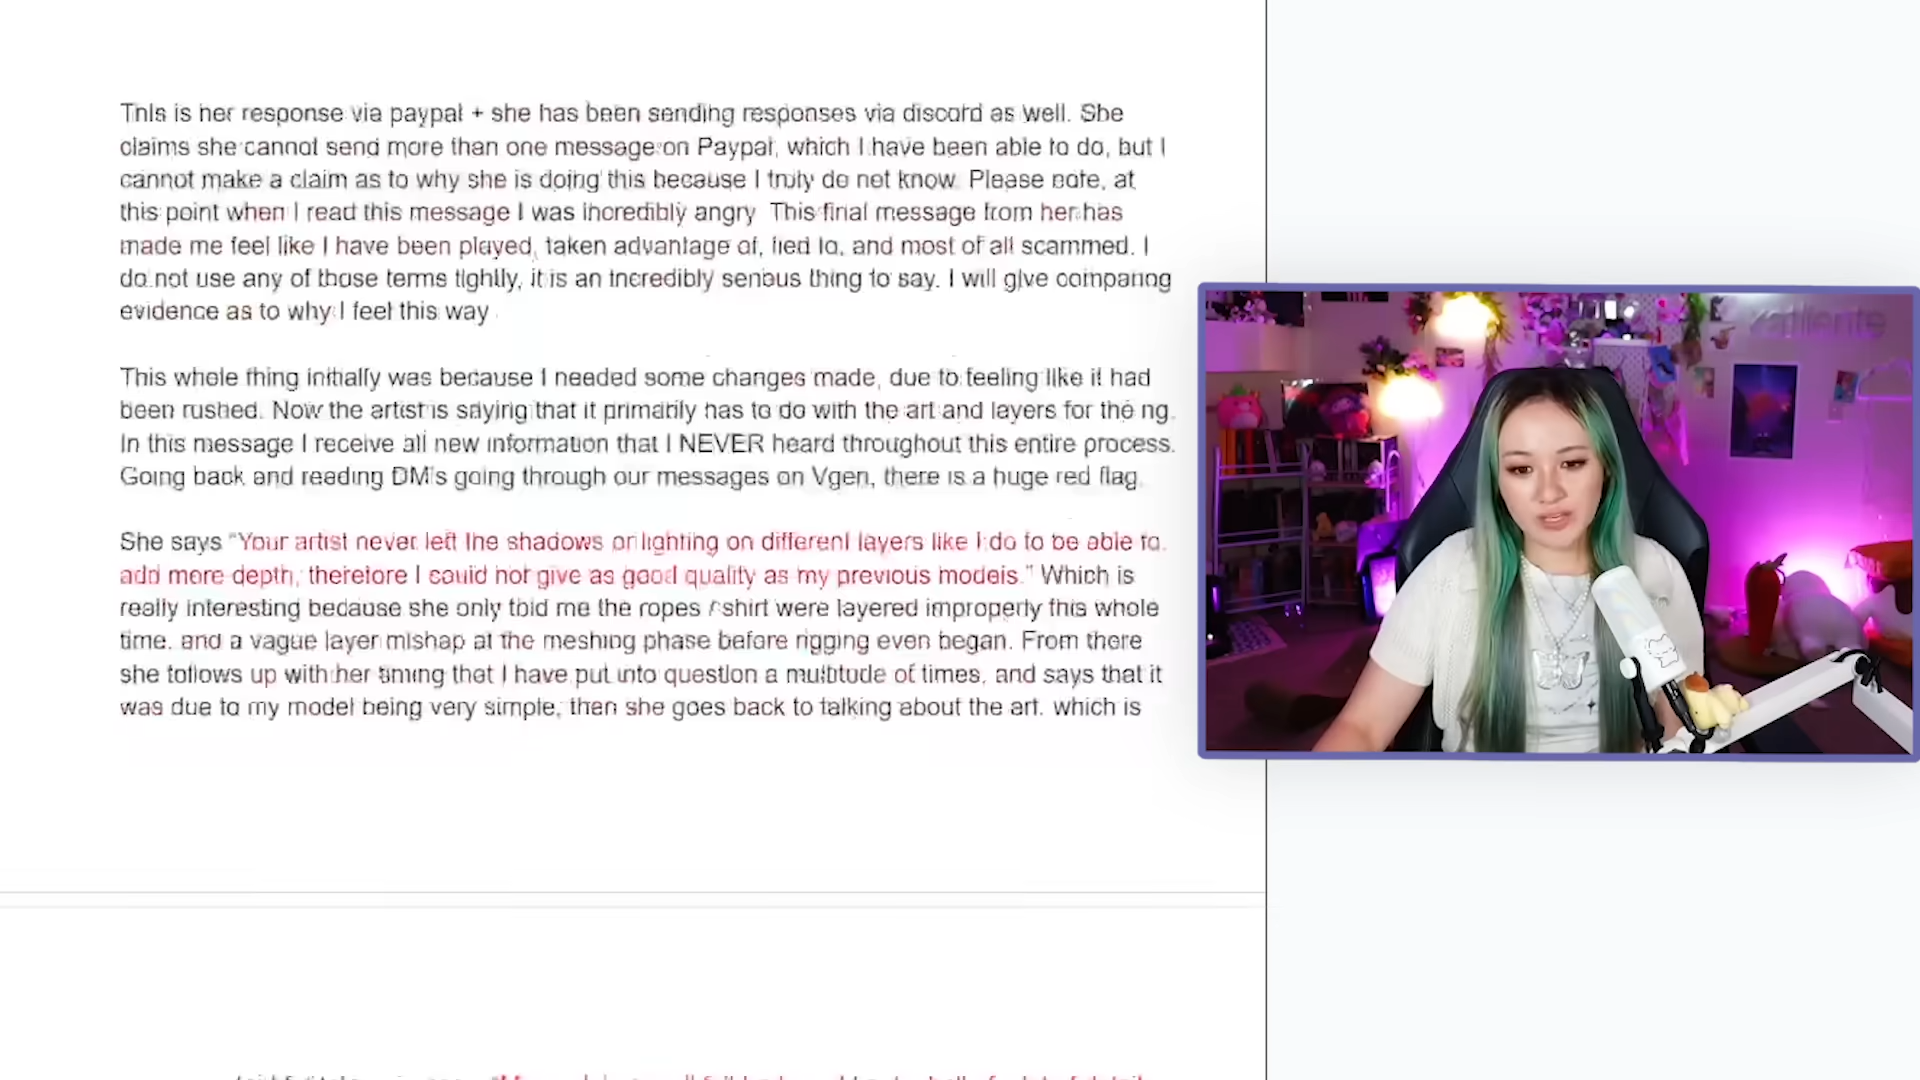 This is her response via paypal + she has been sending responses via discord as well. She
claims she cannot send more than one message on Paypal, which I have been able to do, but I
cannot make a claim as to why she is doing this because I truly do not know. Please note, at
this point when I read this message I was incredibly angry. This final message from her has
made me feel like I have been played, taken advantage of, lied to, and most of all scammed. I
do not use any of those terms lightly, it is an incredibly serious thing to say. I will give comparing
evidence as to why I feel this way.
This whole thing initially was because I needed some changes made, due to feeling like it had
been rushed. Now the artist is saying that it primarily has to do with the art and layers for the rig.
In this message I receive all new information that I NEVER heard throughout this entire process.
Going back and reading DM's going through our messages on Vgen, there is a huge red flag.
She says "Your artist never left the shadows or lighting on different layers like I do to be able to
add more depth, therefore I could not give as good quality as my previous models." Which is
really interesting because she only told me the ropes / shirt were layered improperly this whole
time, and a vague layer mishap at the meshing phase before rigging even began. From there
she follows up with her timing that I have put into question a multitude of times, and says that it
was due to my model being very simple, then she goes back to talking about the art, which is